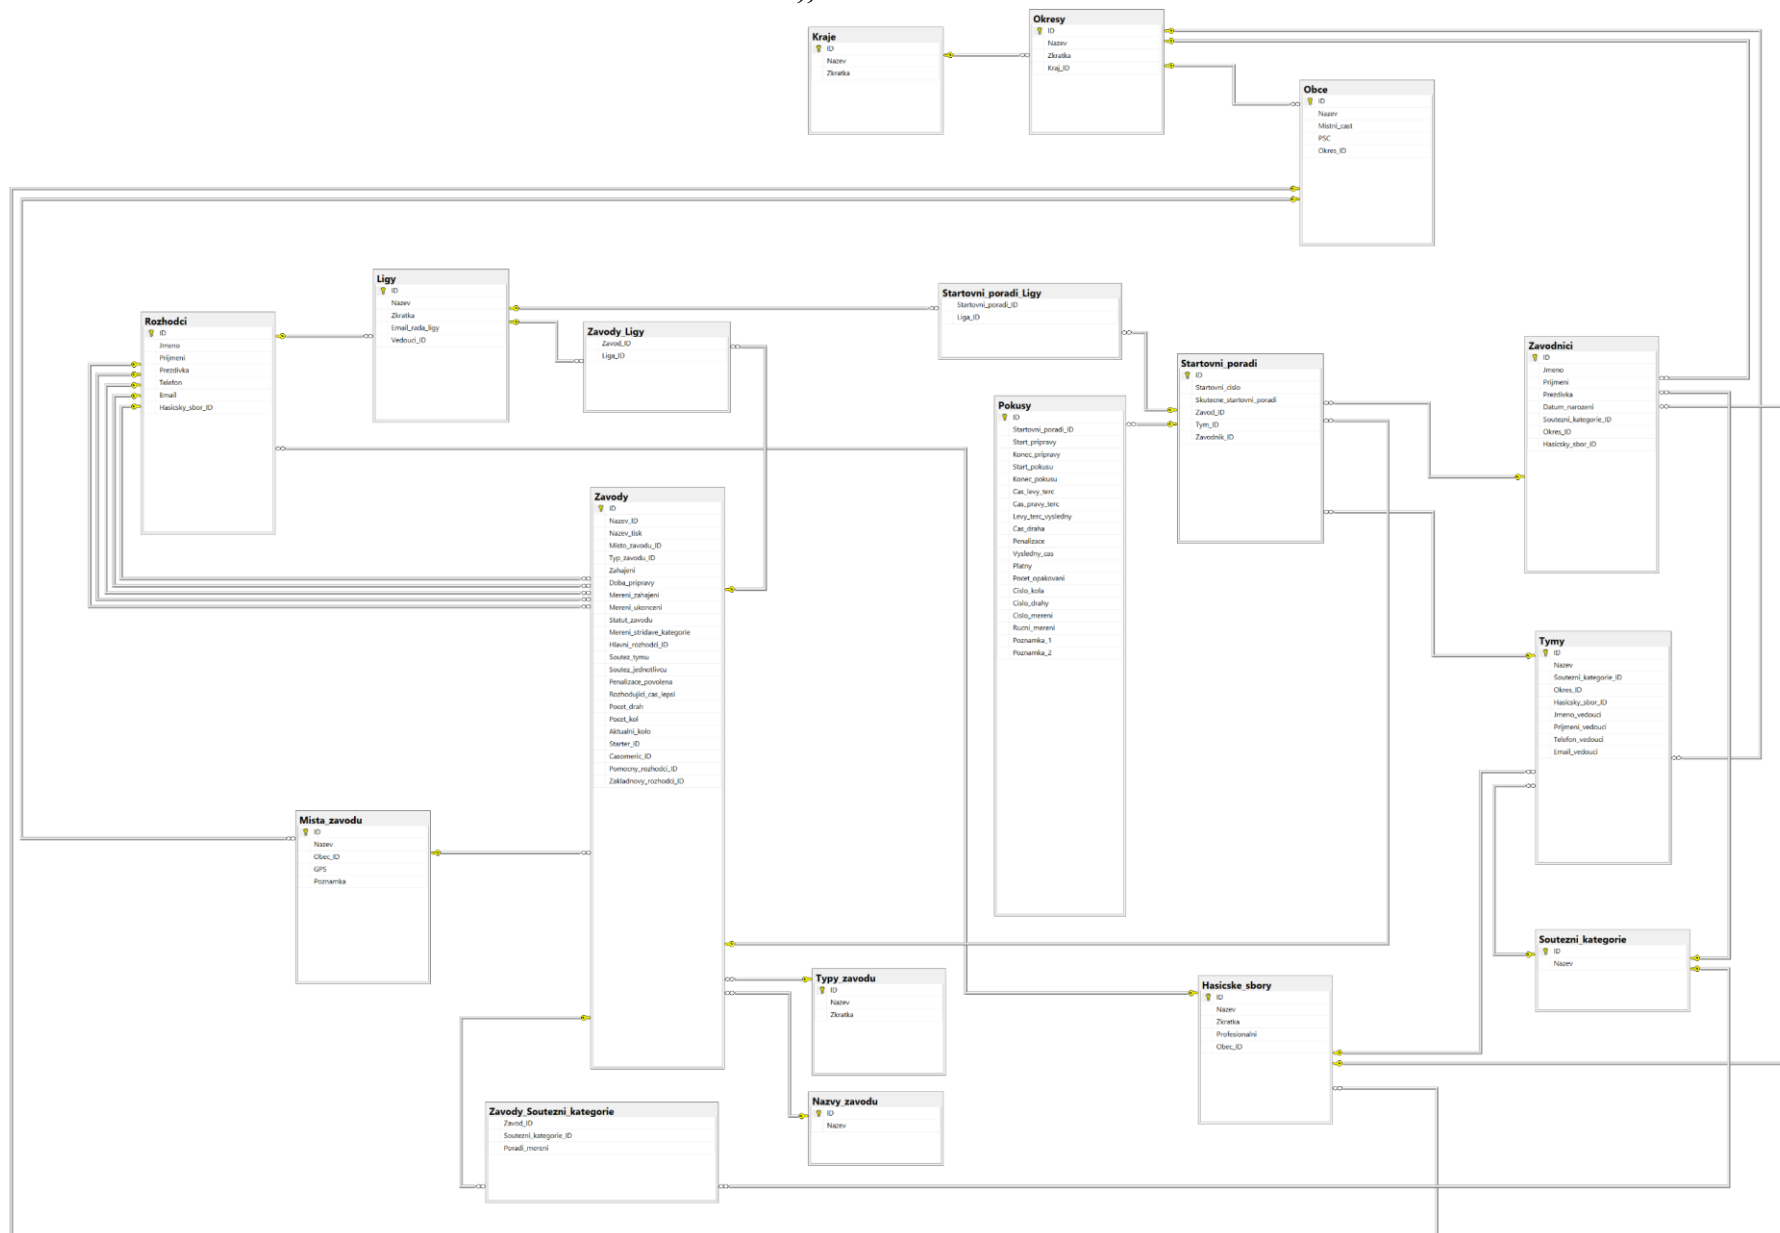 „
Kraje
ID
Nazev
Zkratka
Okresy
ID
Nazev
Zkratka
Kraj_ID
Obce
ID
Nazev
Mistni_cast
PSC
Okres_ID
Rozhodci
ID
Jmeno
Prijmeni
Prezdivka
Telefon
Email
Hasicsky_sbor_ID
Ligy
ID
Nazev
Zkratka
Email_rada_ligy
Vedouci_ID
Zavody_Ligy
Zavod_ID
Liga_ID
Startovni_poradi_Ligy
Startovni_poradi_ID
Liga_ID
Startovni_poradi
ID
Startovni_cislo
Skutecne_startovni_poradi
Zavod_ID
Tym_ID
Zavodnik_ID
Zavodnici
ID
Jmeno
Prijmeni
Prezdivka
Datum_narozeni
Soutezni_kategorie_ID
Okres_ID
Hasicsky_sbor_ID
Pokusy
ID
Startovni_poradi_ID
Start_pripravy
Konec_pripravy
Start_pokusu
Konec_pokusu
Cas_levy_terc
Cas_pravy_terc
Levy_terc_vysledny
Cas_draha
Penalizace
Vysledny_cas
Platny
Pocet_opakovani
Cislo_kola
Cislo_drahy
Cislo_mereni
Rucni_mereni
Poznamka_1
Poznamka_2
Zavody
ID
Nazev_ID
Nazev_tisk
Misto_zavodu_ID
Typ_zavodu_ID
Zahajeni
Doba_pripravy
Mereni_zahajeni
Mereni_ukonceni
Statut_zavodu
Mereni_stridave_kategorie
Hlavni_rozhodci_ID
Soutez_tymu
Soutez_jednotlivcu
Penalizace_povolena
Rozhodujici_cas_lepsi
Pocet_drah
Pocet_kol
Aktualni_kolo
Starter_ID
Casomeric_ID
Pomocny_rozhodci_ID
Zakladnovy_rozhodci_ID
Tymy
ID
Nazev
Soutezni_kategorie_ID
Okres_ID
Hasicsky_sbor_ID
Jmeno_vedouci
Prijmeni_vedouci
Telefon_vedouci
Email_vedouci
Mista_zavodu
ID
Nazev
Obec_ID
GPS
Poznamka
Soutezni_kategorie
ID
Nazev
Typy_zavodu
ID
Nazev
Zkratka
Hasicske_sbory
ID
Nazev
Zkratka
Profesionalni
Obec_ID
Nazvy_zavodu
ID
Nazev
Zavody_Soutezni_kategorie
Zavod_ID
Soutezni_kategorie_ID
Poradi_mereni